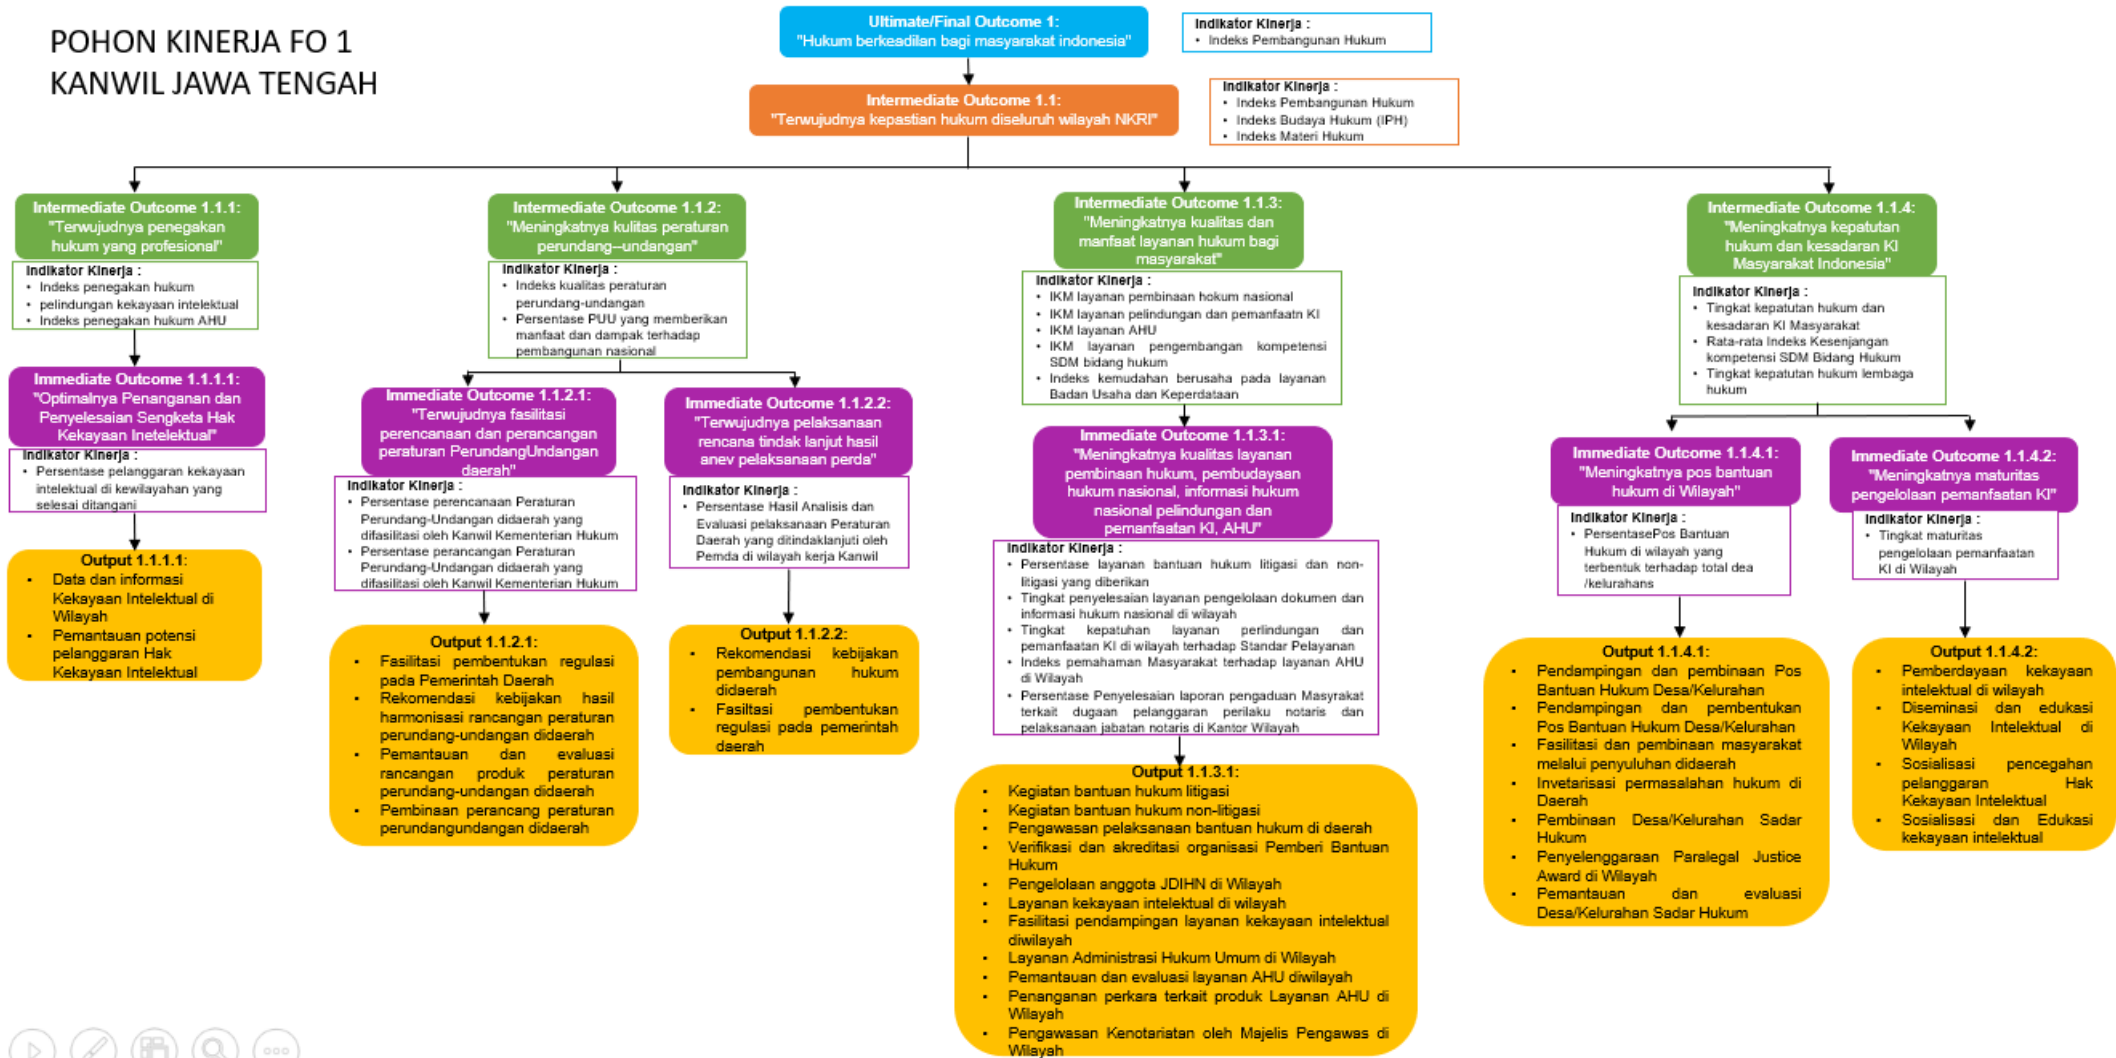 POHON KINERJA FO 1
KANWIL JAWA TENGAH
Ultimate/Final Outcome 1:
"Hukum berkeadilan bagi masyarakat indonesia"
Indikator Kinerja :
• Indeks Pembangunan Hukum
Intermediate Outcome 1.1:
"Terwujudnya kepastian hukum diseluruh wilayah NKRI"
Indikator Kinerja :
• Indeks Pembangunan Hukum
• Indeks Budaya Hukum (IPH)
• Indeks Materi Hukum
Intermediate Outcome 1.1.1:
"Terwujudnya penegakan
hukum yang profesional"
Indikator Kinerja :
• Indeks penegakan hukum
• pelindungan kekayaan intelektual
• Indeks penegakan hukum AHU
Immediate Outcome 1.1.1.1:
"Optimalnya Penanganan dan
Penyelesaian Sengketa Hak
Kekayaan Inetelektual"
Indikator Kinerja :
• Persentase pelanggaran kekayaan
intelektual di kewilayahan yang
selesai ditangani
Output 1.1.1.1:
• Data dan informasi
Kekayaan Intelektual di
Wilayah
• Pemantauan potensi
pelanggaran Hak
Kekayaan Intelektual
Intermediate Outcome 1.1.2:
"Meningkatnya kulitas peraturan
perundang--undangan"
Indikator Kinerja :
• Indeks kualitas peraturan
perundang-undangan
• Persentase PUU yang memberikan
manfaat dan dampak terhadap
pembangunan nasional
Immediate Outcome 1.1.2.1:
"Terwujudnya fasilitasi
perencanaan dan perancangan
peraturan PerundangUndangan
daerah"
Indikator Kinerja :
• Persentase perencanaan Peraturan
Perundang-Undangan didaerah yang
difasilitasi oleh Kanwil Kementerian Hukum
• Persentase perancangan Peraturan
Perundang-Undangan didaerah yang
difasilitasi oleh Kanwil Kementerian Hukum
Output 1.1.2.1:
• Fasilitasi pembentukan regulasi
pada Pemerintah Daerah
• Rekomendasi kebijakan hasil
harmonisasi rancangan peraturan
perundang-undangan didaerah
• Pemantauan dan evaluasi
rancangan produk peraturan
perundang-undangan didaerah
• Pembinaan perancang peraturan
perundangundangan didaerah
Immediate Outcome 1.1.2.2:
"Terwujudnya pelaksanaan
rencana tindak lanjut hasil
anev pelaksanaan perda"
Indikator Kinerja :
• Persentase Hasil Analisis dan
Evaluasi pelaksanaan Peraturan
Daerah yang ditindaklanjuti oleh
Pemda di wilayah kerja Kanwil
Output 1.1.2.2:
• Rekomendasi kebijakan
pembangunan hukum
didaerah
• Fasiltasi pembentukan
regulasi pada pemerintah
daerah
Intermediate Outcome 1.1.3:
"Meningkatnya kualitas dan
manfaat layanan hukum bagi
masyarakat"
Indikator Kinerja :
• IKM layanan pembinaan hokum nasional
• IKM layanan pelindungan dan pemanfaatn KI
• IKM layanan AHU
• IKM layanan pengembangan kompetensi
SDM bidang hukum
• Indeks kemudahan berusaha pada layanan
Badan Usaha dan Keperdataan
Immediate Outcome 1.1.3.1:
"Meningkatnya kualitas layanan
pembinaan hukum, pembudayaan
hukum nasional, informasi hukum
nasional pelindungan dan
pemanfaatan KI, AHU"
Indikator Kinerja :
• Persentase layanan bantuan hukum litigasi dan non-
litigasi yang diberikan
• Tingkat penyelesaian layanan pengelolaan dokumen dan
informasi hukum nasional di wilayah
• Tingkat kepatuhan layanan perlindungan dan
pemanfaatan KI di wilayah terhadap Standar Pelayanan
• Indeks pemahaman Masyarakat terhadap layanan AHU
di Wilayah
• Persentase Penyelesaian laporan pengaduan Masyrakat
terkait dugaan pelanggaran perilaku notaris dan
pelaksanaan jabatan notaris di Kantor Wilayah
Output 1.1.3.1:
• Kegiatan bantuan hukum litigasi
• Kegiatan bantuan hukum non-litigasi
• Pengawasan pelaksanaan bantuan hukum di daerah
• Verifikasi dan akreditasi organisasi Pemberi Bantuan
Hukum
• Pengelolaan anggota JDIHN di Wilayah
• Layanan kekayaan intelektual di wilayah
• Fasilitasi pendampingan layanan kekayaan intelektual
diwilayah
• Layanan Administrasi Hukum Umum di Wilayah
• Pemantauan dan evaluasi layanan AHU diwilayah
• Penanganan perkara terkait produk Layanan AHU di
Wilayah
• Pengawasan Kenotariatan oleh Majelis Pengawas di
Wilayah
Intermediate Outcome 1.1.4:
"Meningkatnya kepatutan
hukum dan kesadaran KI
Masyarakat Indonesia"
Indikator Kinerja :
• Tingkat kepatutan hukum dan
kesadaran KI Masyarakat
• Rata-rata Indeks Kesenjangan
kompetensi SDM Bidang Hukum
• Tingkat kepatutan hukum lembaga
hukum
Immediate Outcome 1.1.4.1:
"Meningkatnya pos bantuan
hukum di Wilayah"
Indikator Kinerja :
• PersentasePos Bantuan
Hukum di wilayah yang
terbentuk terhadap total dea
/kelurahans
Output 1.1.4.1:
• Pendampingan dan pembinaan Pos
Bantuan Hukum Desa/Kelurahan
• Pendampingan dan pembentukan
Pos Bantuan Hukum Desa/Kelurahan
• Fasilitasi dan pembinaan masyarakat
melalui penyuluhan didaerah
• Invetarisasi permasalahan hukum di
Daerah
• Pembinaan Desa/Kelurahan Sadar
Hukum
• Penyelenggaraan Paralegal Justice
Award di Wilayah
• Pemantauan dan evaluasi
Desa/Kelurahan Sadar Hukum
Immediate Outcome 1.1.4.2:
"Meningkatnya maturitas
pengelolaan pemanfaatan KI"
Indikator Kinerja :
• Tingkat maturitas
pengelolaan pemanfaatan
KI di Wilayah
Output 1.1.4.2:
• Pemberdayaan kekayaan
intelektual di wilayah
• Diseminasi dan edukasi
Kekayaan Intelektual di
Wilayah
• Sosialisasi pencegahan
pelanggaran Hak
Kekayaan Intelektual
• Sosialisasi dan Edukasi
kekayaan intelektual